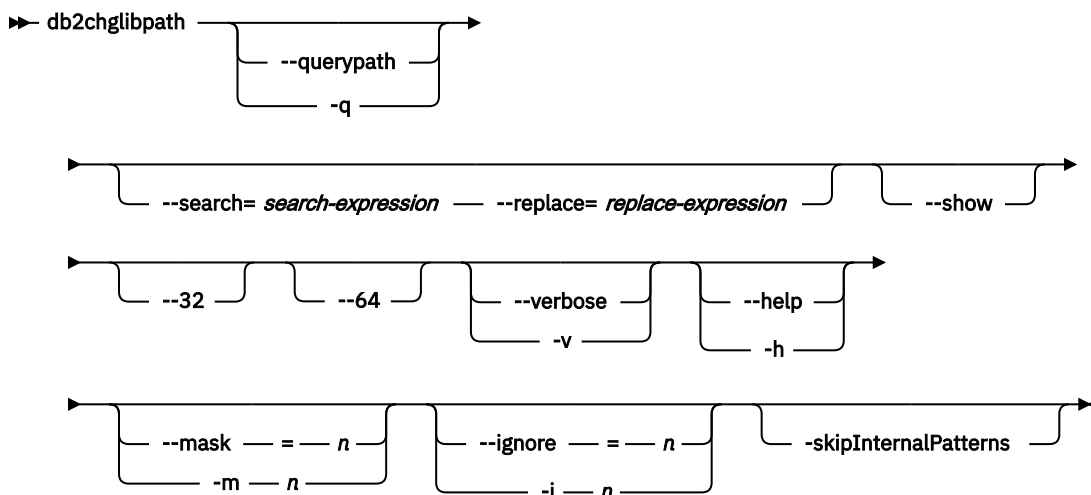 db2chglibpath
--querypath
-q
--search= search-expression --replace= replace-expression --show
--32 --64 --verbose --help
-v -h
--mask = n --ignore = n -skipInternalPatterns
-m n -i n